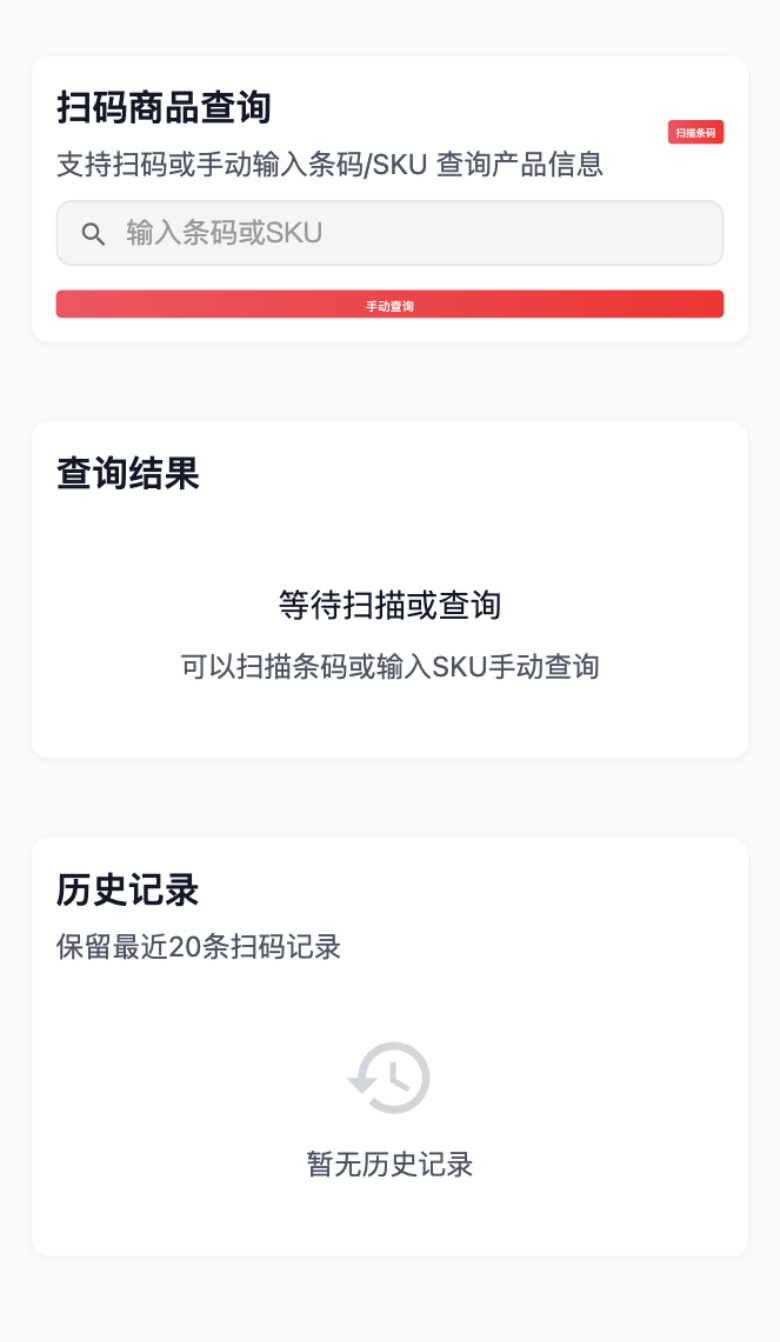 扫码商品查询
扫描条码
支持扫码或手动输入条码/SKU 查询产品信息
输入条码或SKU
手动查询
查询结果
等待扫描或查询
可以扫描条码或输入SKU手动查询
历史记录
保留最近20条扫码记录
暂无历史记录